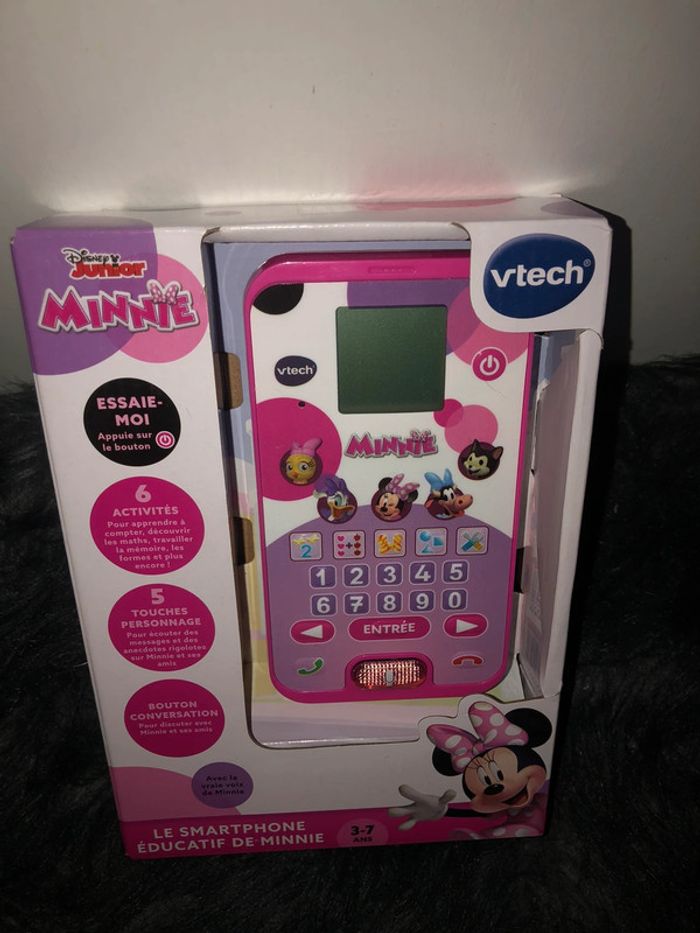 Disney
Junior
MINNIE
vtech
ESSAIE-
MOI
Appuie sur
le bouton
6
ACTIVITÉS
Pour apprendre à
compter, découvrir
les maths, travailler
la mémoire, les
formes et plus
encore !
5
TOUCHES
PERSONNAGE
Pour écouter des
messages et des
anecdotes rigolotes
sur Minnie et ses
amis
BOUTON
CONVERSATION
Pour discuter avec
Minnie et ses amis
Avec la
vraie voix
de Minnie
LE SMARTPHONE
ÉDUCATIF DE MINNIE
3-7
ANS
vtech
MINNIE
2
1 2 3 4 5
6 7 8 9 0
ENTRÉE